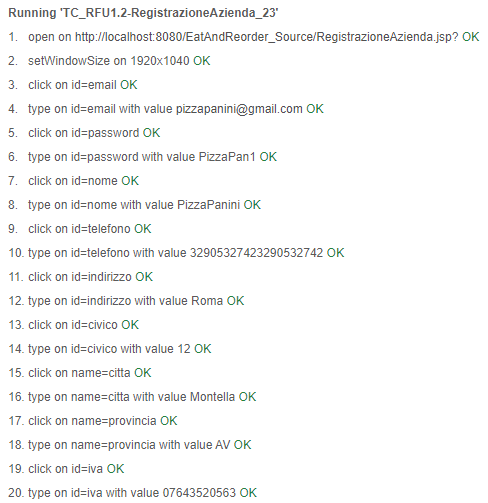 Running 'TC_RFU1.2-RegistrazioneAzienda_23'
1. open on http://localhost:8080/EatAndReorder_Source/RegistrazioneAzienda.jsp? OK
2. setWindowSize on 1920x1040 OK
3. click on id=email OK
4. type on id=email with value pizzapanini@gmail.com OK
5. click on id=password OK
6. type on id=password with value PizzaPan1 OK
7. click on id=nome OK
8. type on id=nome with value PizzaPanini OK
9. click on id=telefono OK
10. type on id=telefono with value 32905327423290532742 OK
11. click on id=indirizzo OK
12. type on id=indirizzo with value Roma OK
13. click on id=civico OK
14. type on id=civico with value 12 OK
15. click on name=citta OK
16. type on name=citta with value Montella OK
17. click on name=provincia OK
18. type on name=provincia with value AV OK
19. click on id=iva OK
20. type on id=iva with value 07643520563 OK